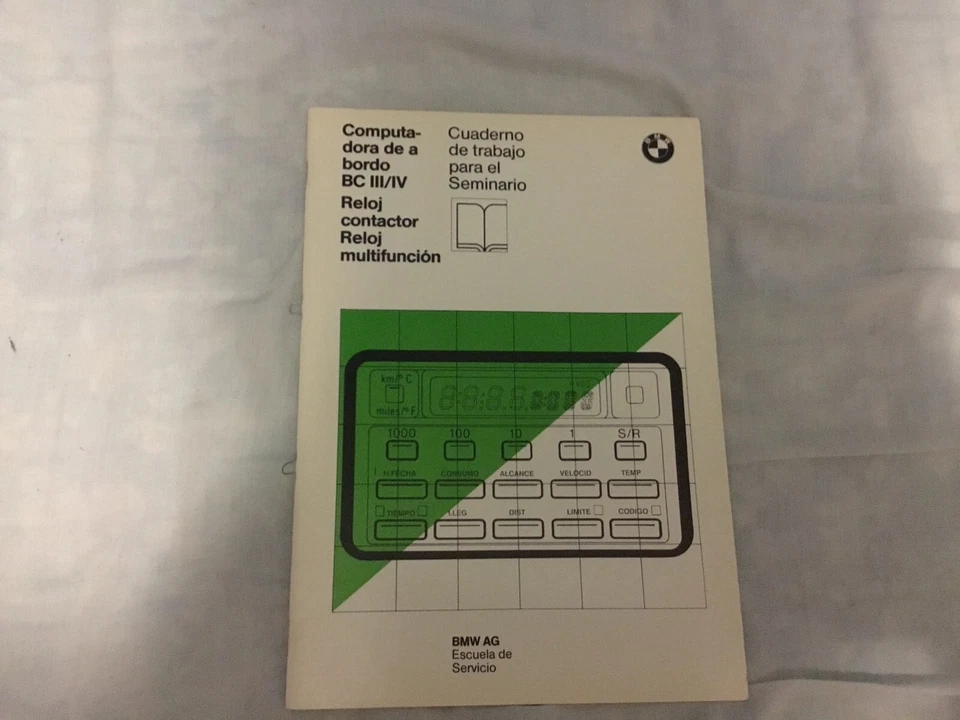 Computa-
dora de a
bordo
BC III/IV
Reloj
contactor
Reloj
multifunción
Cuaderno
de trabajo
para el
Seminario
BMW
km/°C
miles/°F
1000 100 10 1 S/R
H.FECHA CONSUMO ALCANCE VELOCID TEMP
TIEMPO LLEG DIST LIMITE CODIGO
BMW AG
Escuela de
Servicio